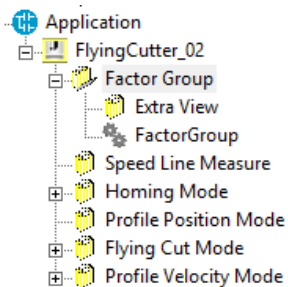 Application
FlyingCutter_02
Factor Group
Extra View
FactorGroup
Speed Line Measure
Homing Mode
Profile Position Mode
Flying Cut Mode
Profile Velocity Mode